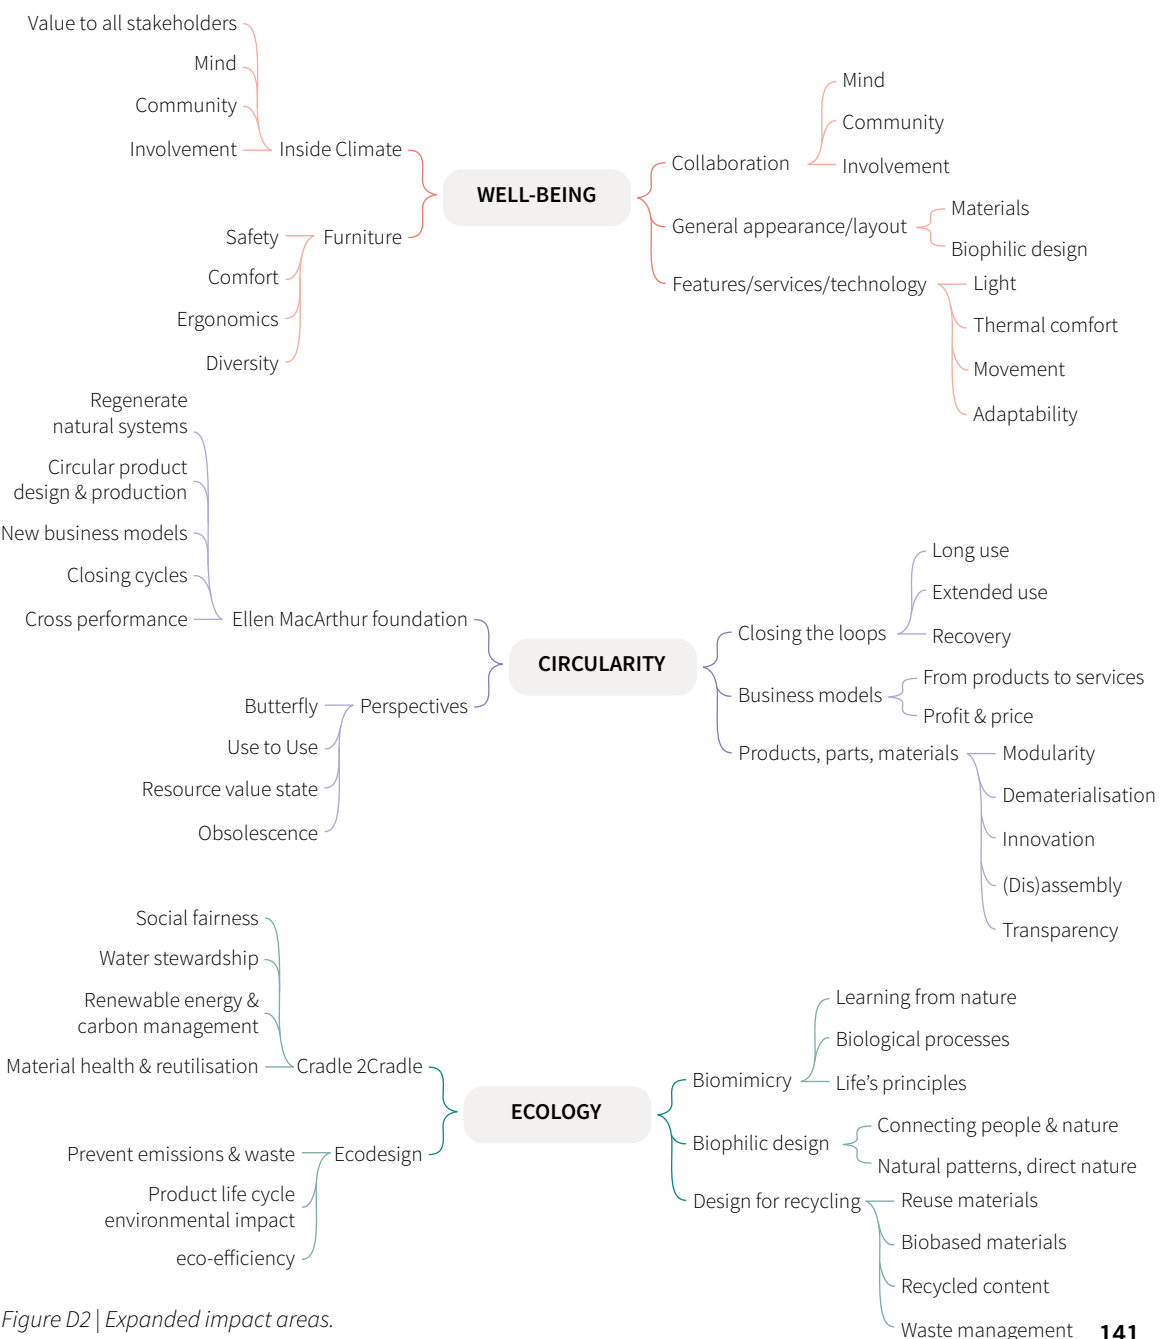 Value to all stakeholders
Mind
Community
Involvement
Inside Climate
Safety
Furniture
Comfort
Ergonomics
Diversity
WELL-BEING
Collaboration
Mind
Community
Involvement
General appearance/layout
Materials
Biophilic design
Features/services/technology
Light
Thermal comfort
Movement
Adaptability
Regenerate
natural systems
Circular product
design & production
New business models
Closing cycles
Cross performance
Ellen MacArthur foundation
Butterfly
Perspectives
Use to Use
Resource value state
Obsolescence
CIRCULARITY
Closing the loops
Long use
Extended use
Recovery
Business models
From products to services
Profit & price
Products, parts, materials
Modularity
Dematerialisation
Innovation
(Dis)assembly
Transparency
Social fairness
Water stewardship
Renewable energy &
carbon management
Material health & reutilisation
Cradle 2Cradle
Prevent emissions & waste
Ecodesign
Product life cycle
environmental impact
eco-efficiency
ECOLOGY
Biomimicry
Learning from nature
Biological processes
Life's principles
Biophilic design
Connecting people & nature
Natural patterns, direct nature
Design for recycling
Reuse materials
Biobased materials
Recycled content
Waste management
Figure D2 | Expanded impact areas.
141